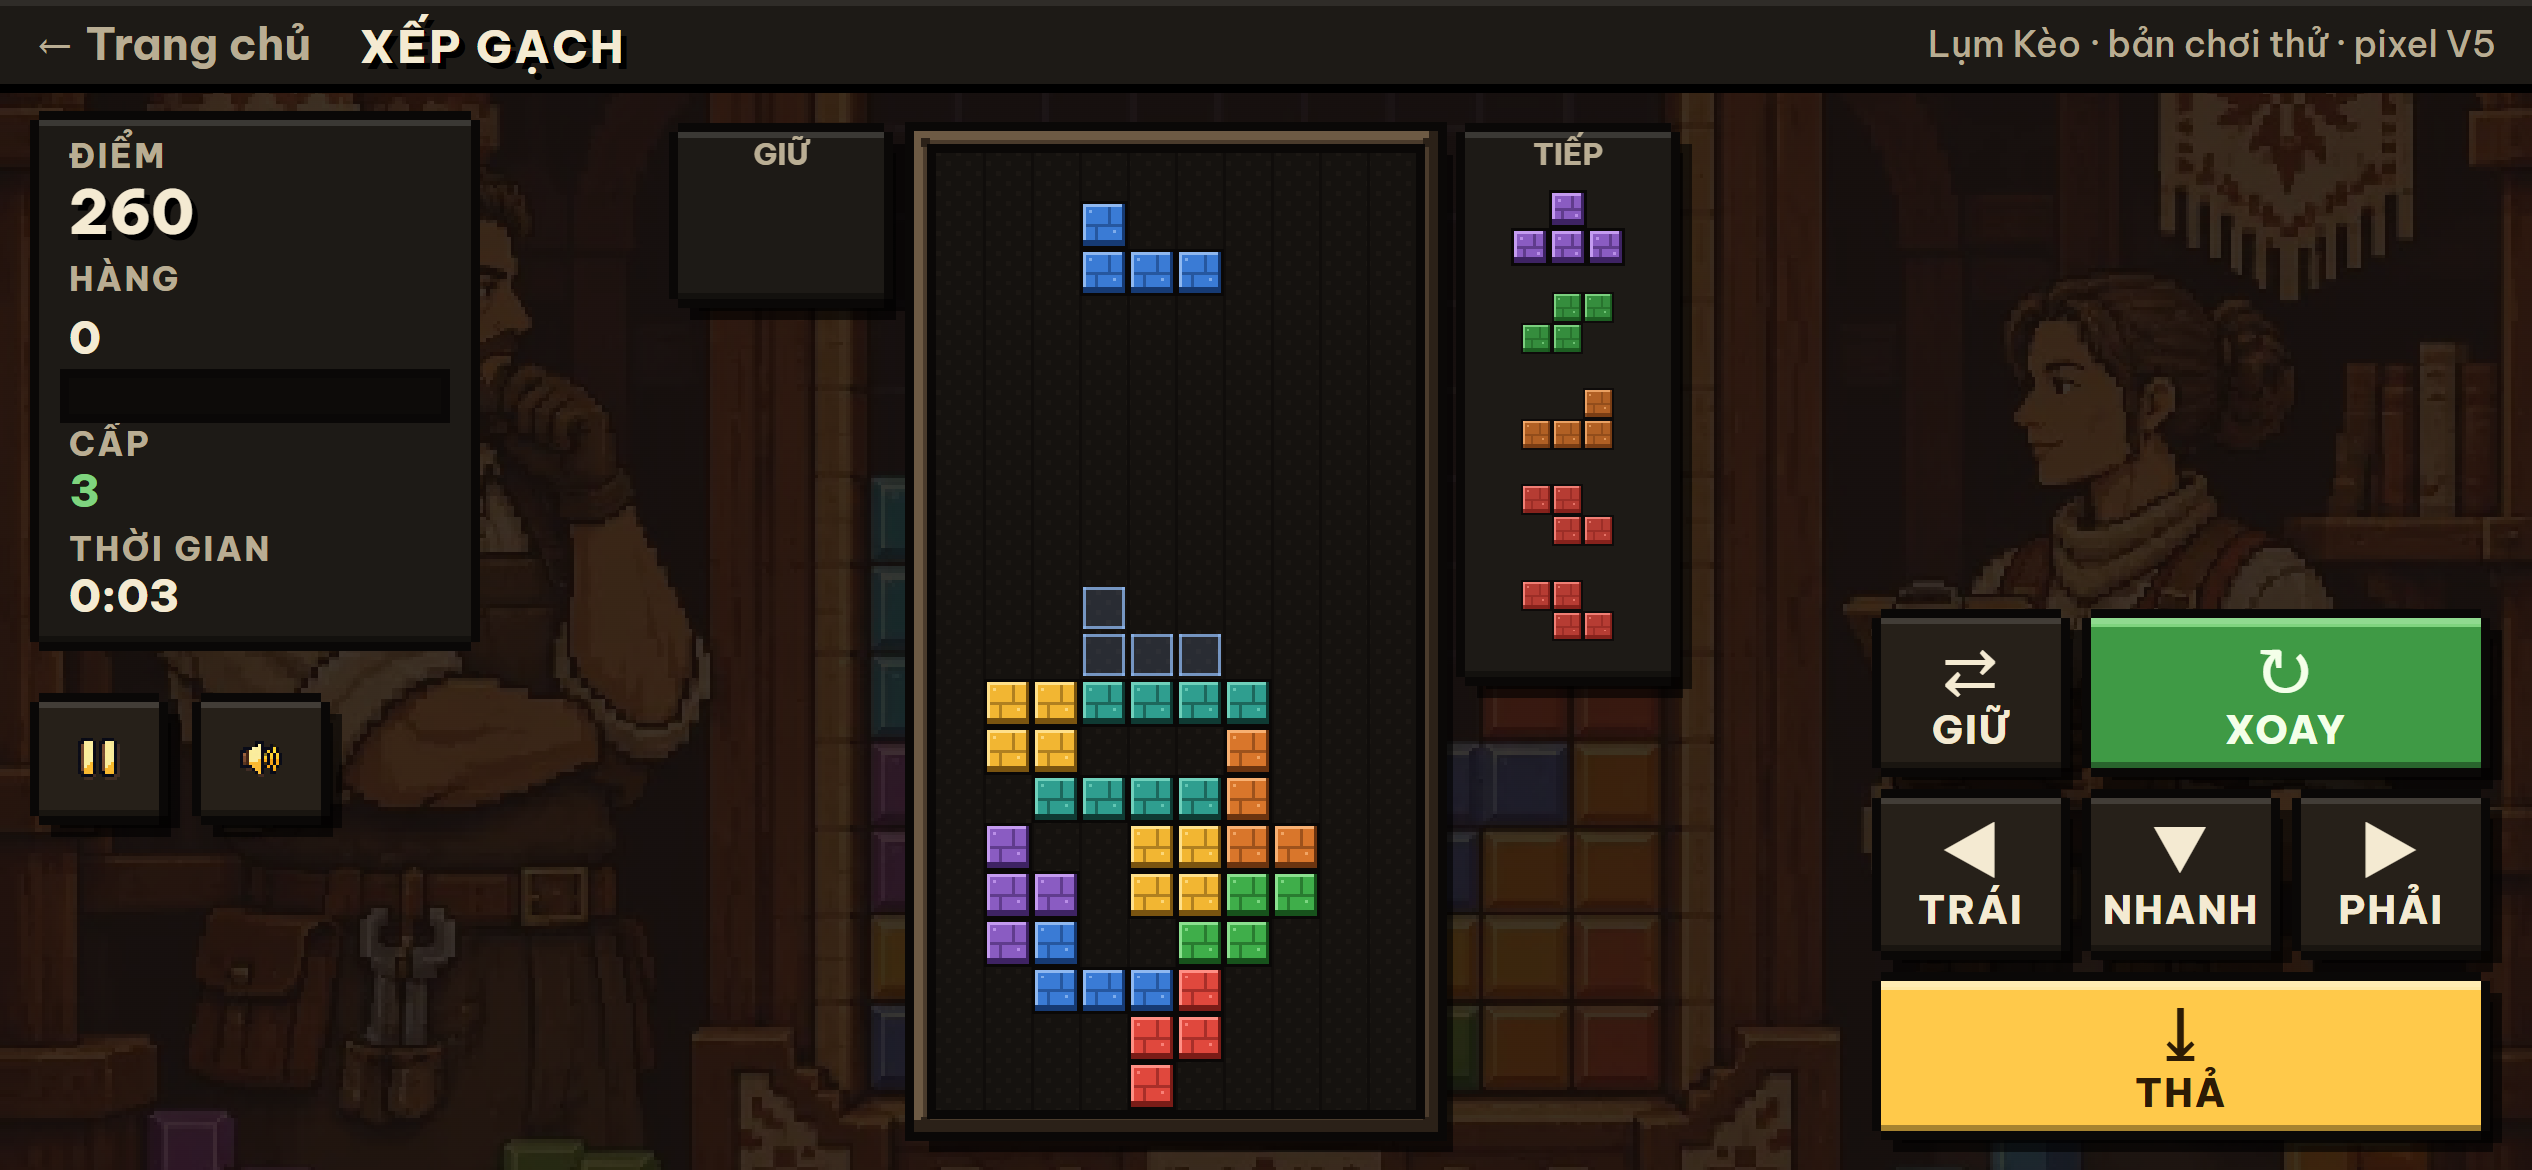 ← Trang chủ XẾP GẠCH
Lụm Kèo · bản chơi thử · pixel V5
ĐIỂM
260
HÀNG
0
CẤP
3
THỜI GIAN
0:03
GIỮ
TIẾP
⇄
GIỮ
↻
XOAY
◀
TRÁI
▼
NHANH
▶
PHẢI
↓
THẢ